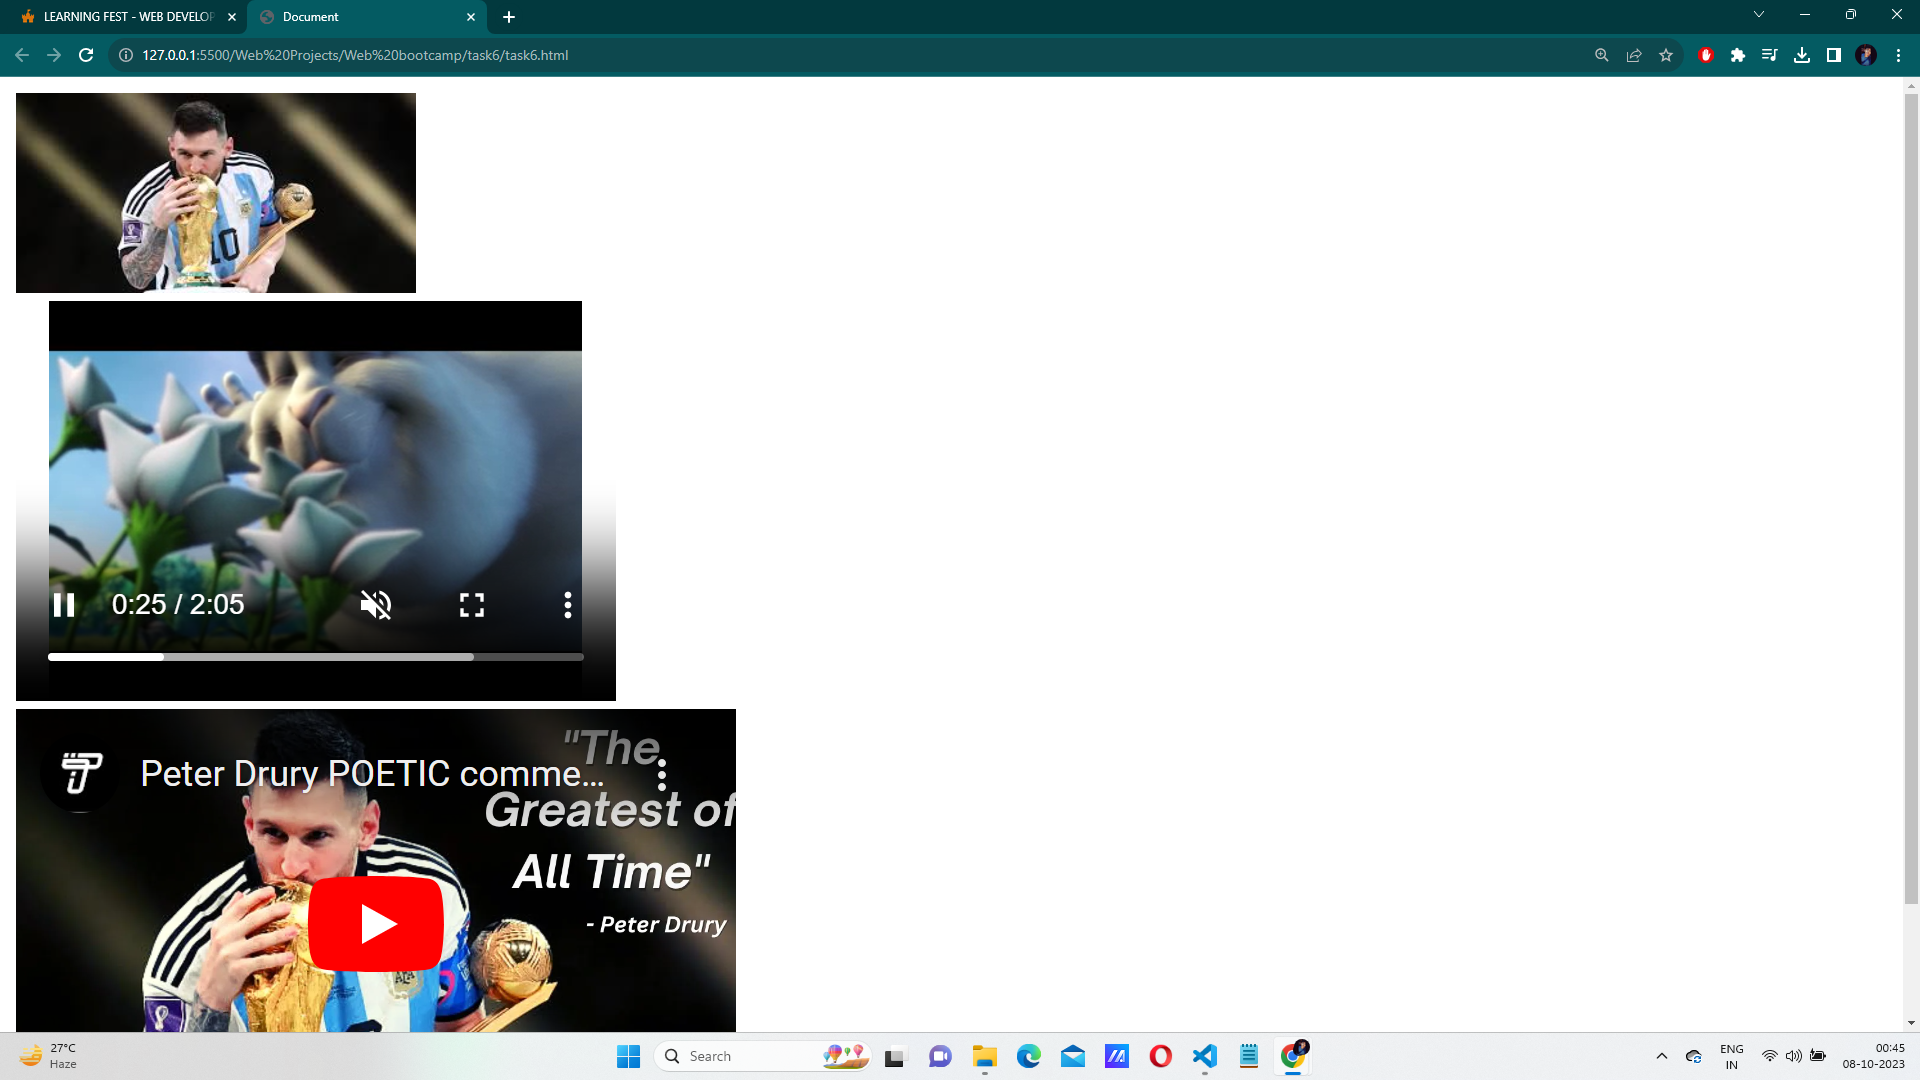 LEARNING FEST - WEB DEVELOP
Document
127.0.0.1:5500/Web%20Projects/Web%20bootcamp/task6/task6.html
10
0:25 / 2:05
Peter Drury POETIC comme...
"The
Greatest of
All Time"
- Peter Drury
AFA
27°C
Haze
Search
ENG
IN
00:45
08-10-2023